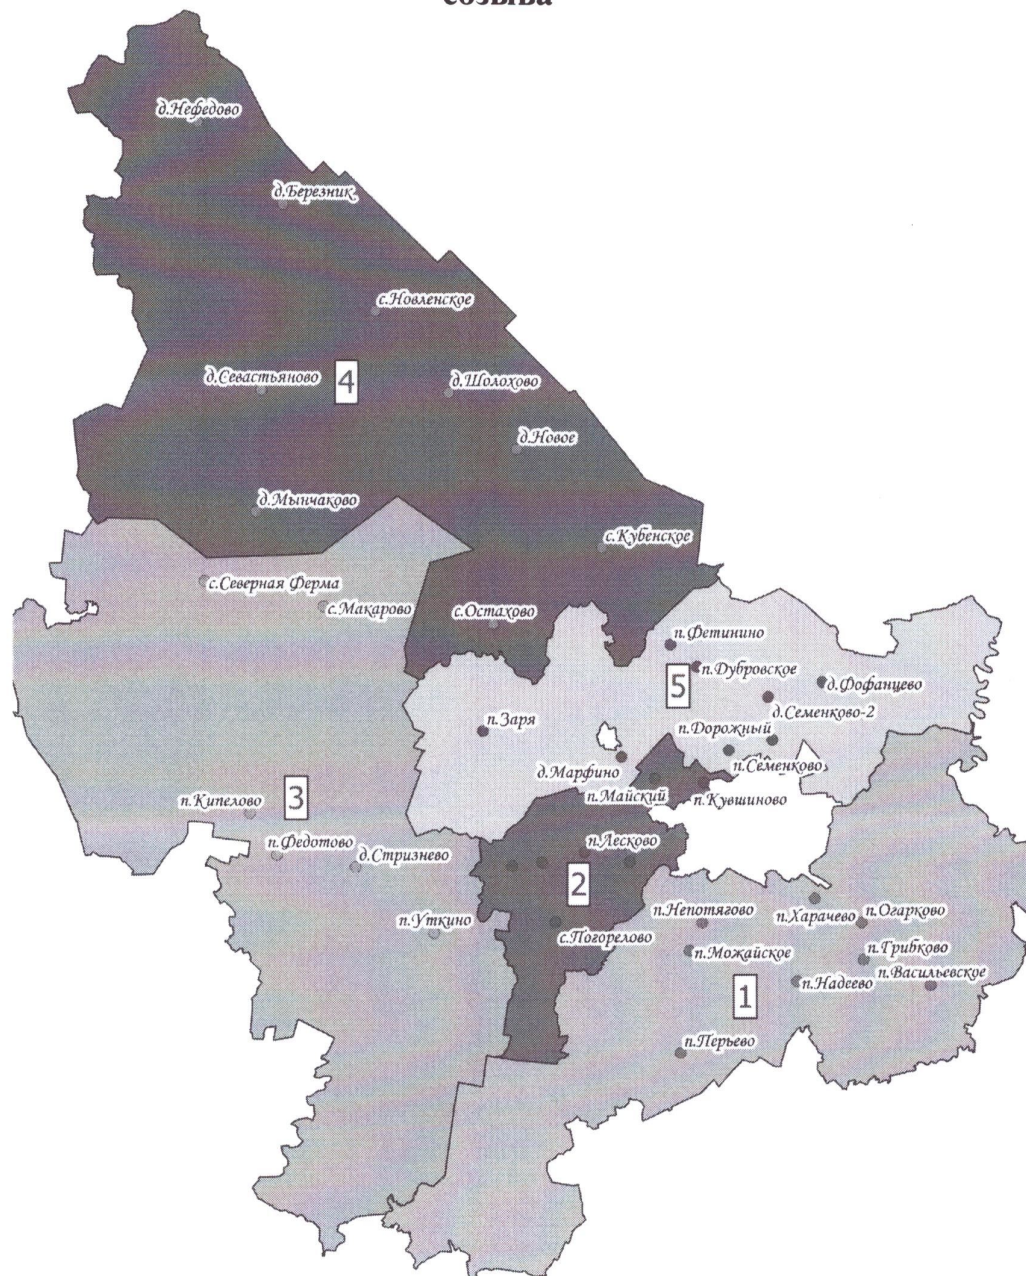 созыва
д.Нефедово
д.Березник
с.Новленское
д.Севастьяново
4
д.Шолохово
д.Новое
д.Мынчаково
с.Кубенское
с.Северная Ферма
с.Макарово
с.Остахово
п.Фетинино
п.Дубровское
5
д.Фофанцево
д.Семенково-2
п.Заря
п.Дорожный
п.Семенково
д.Марфино
п.Майский
п.Кувшиново
п.Кипелово
3
п.Федотово
д.Стризнево
п.Лесково
2
п.Уткино
с.Погорелово
п.Непотягово
п.Харачево
п.Огарково
п.Можайское
п.Грибково
п.Надеево
п.Васильевское
1
п.Перьево